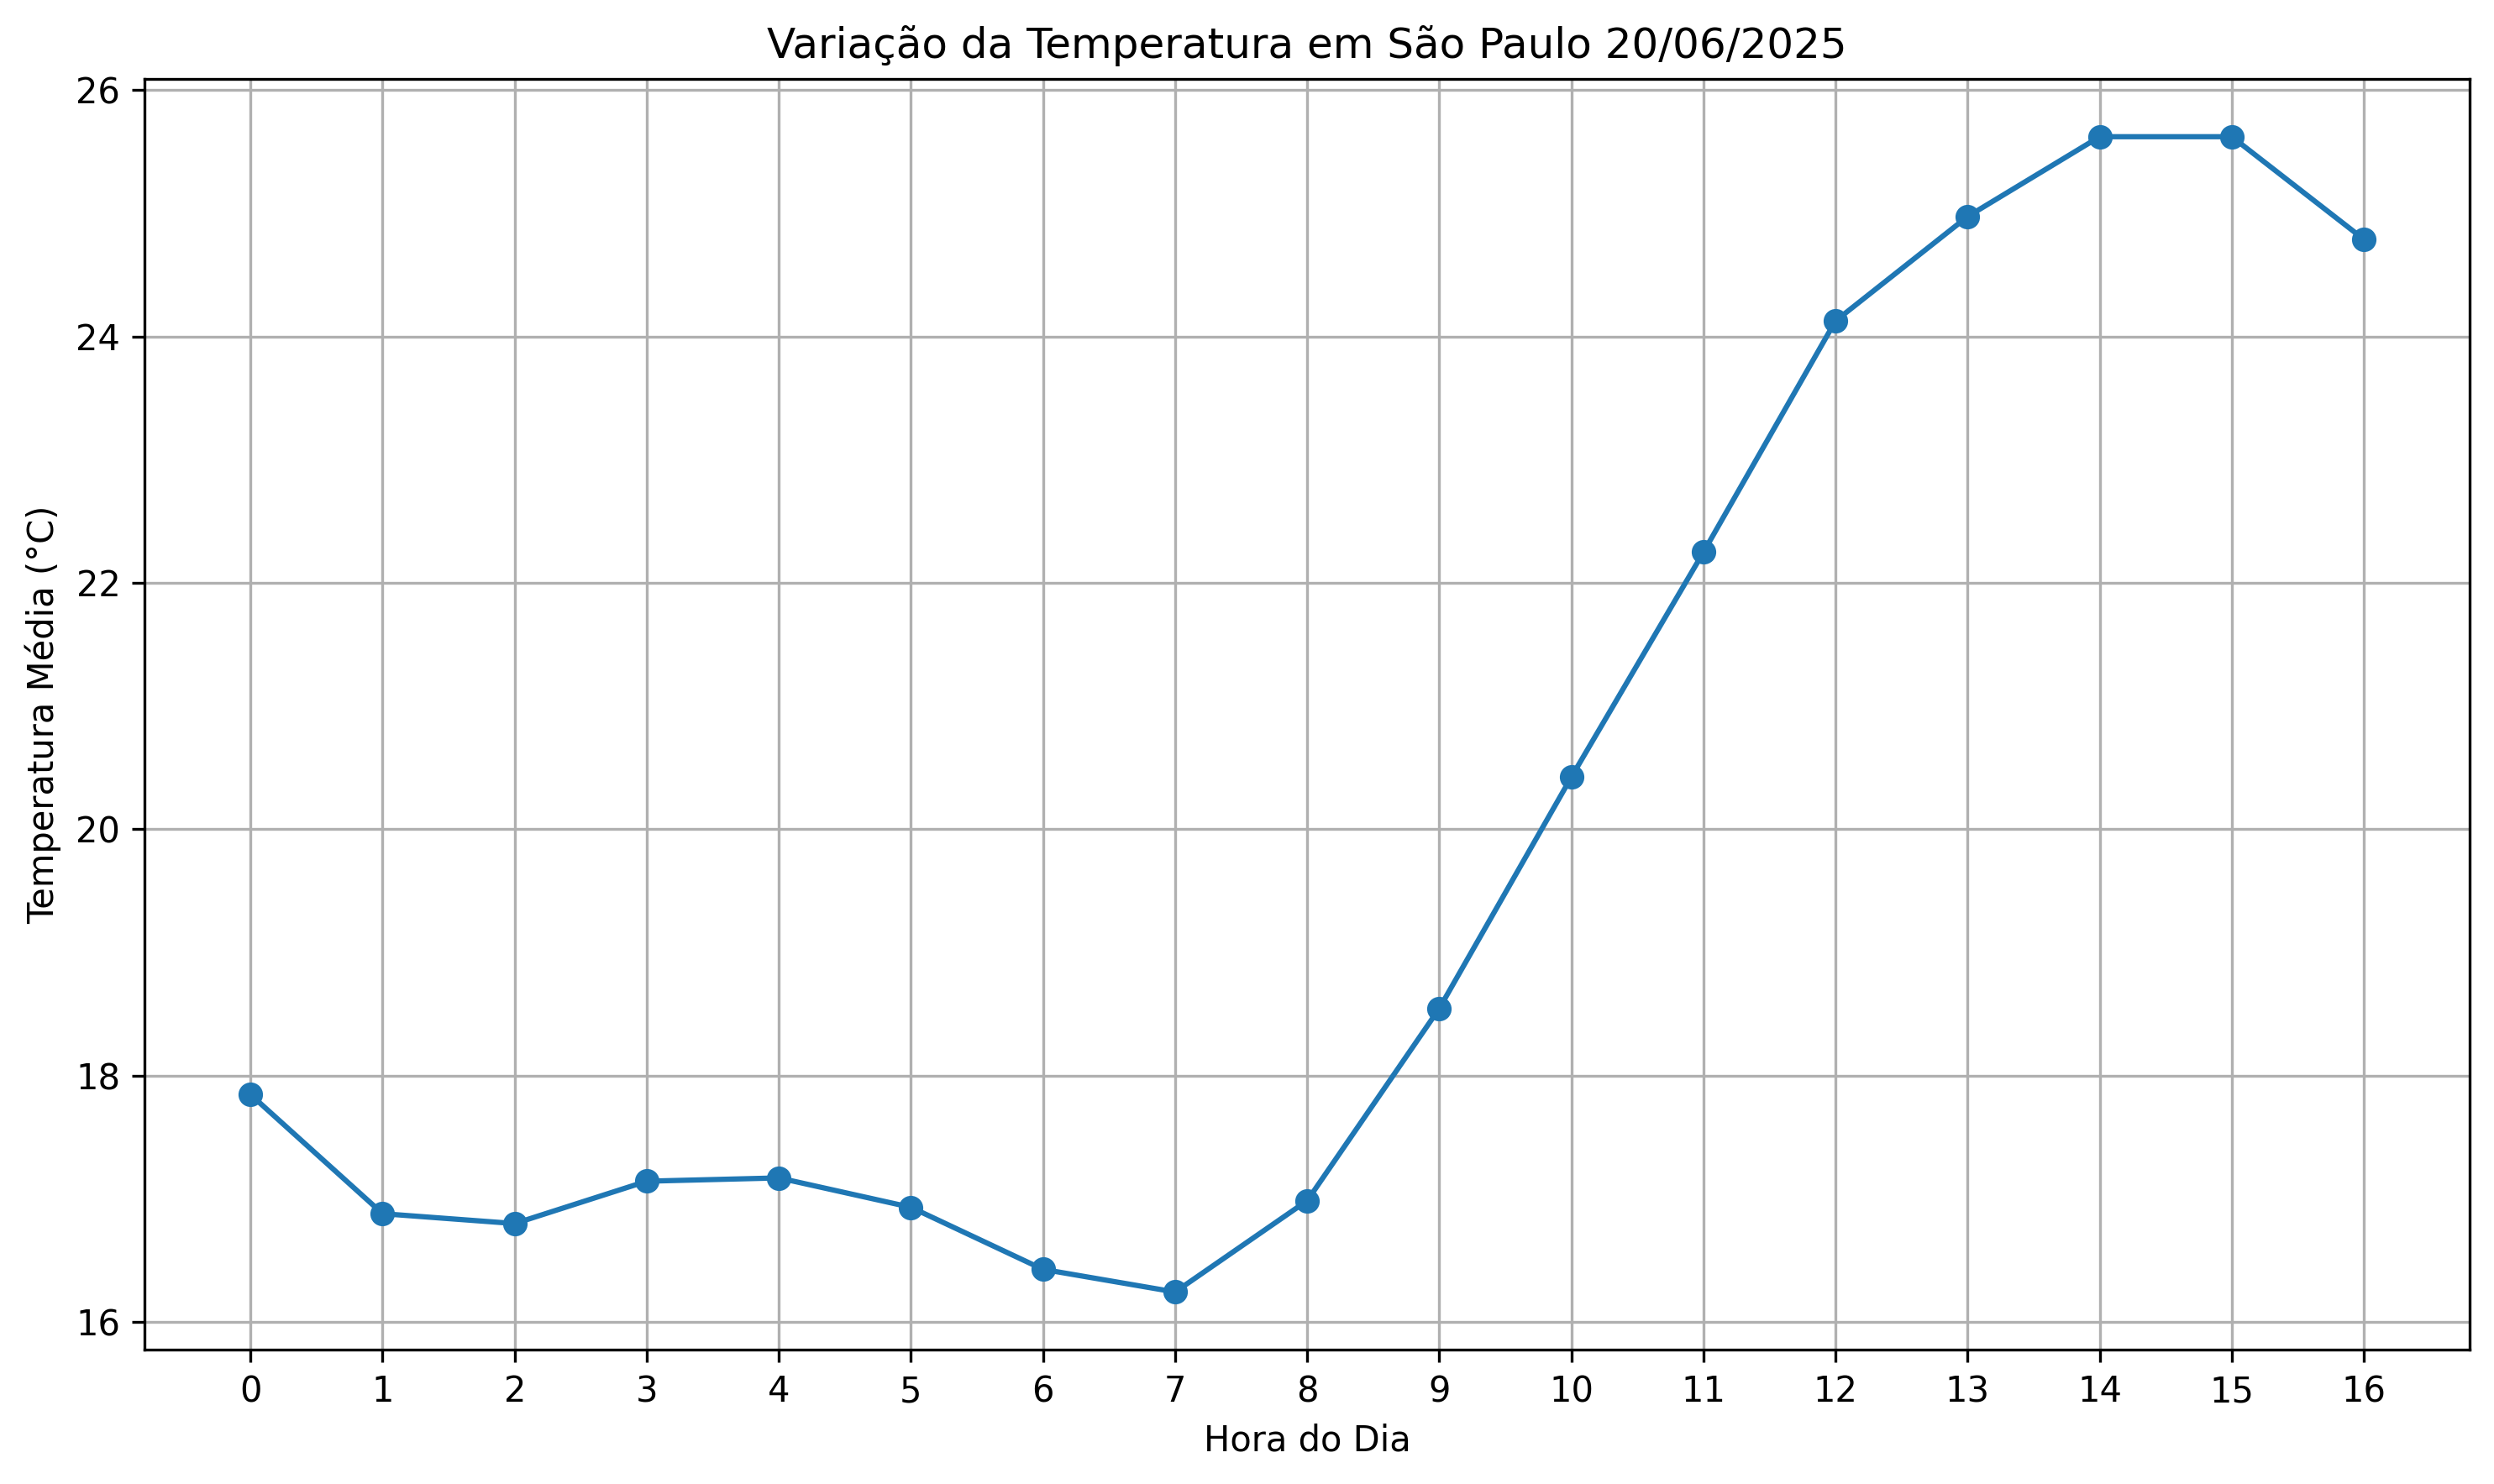 Variação da Temperatura em São Paulo 20/06/2025
26
24
22
20
18
16
Temperatura Média (°C)
0 1 2 3 4 5 6 7 8 9 10 11 12 13 14 15 16
Hora do Dia